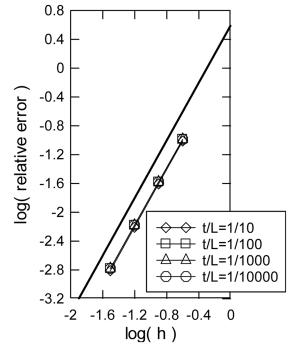 0.8
0.4
0
-0.4
-0.8
-1.2
-1.6
-2
-2.4
-2.8
-3.2
log( relative error )
t/L=1/10
t/L=1/100
t/L=1/1000
t/L=1/10000
-2 -1.6 -1.2 -0.8 -0.4 0
log( h )